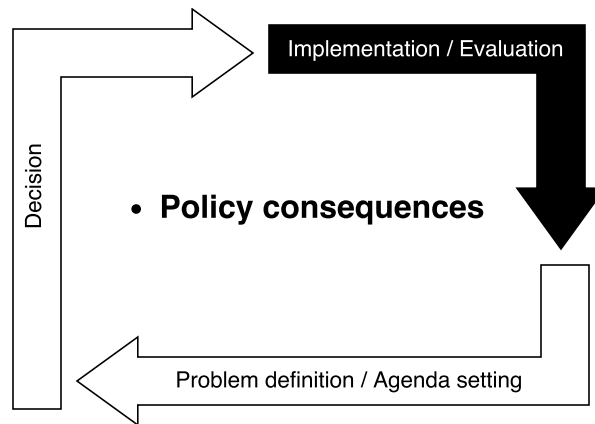 Implementation / Evaluation
Decision
• Policy consequences
Problem definition / Agenda setting